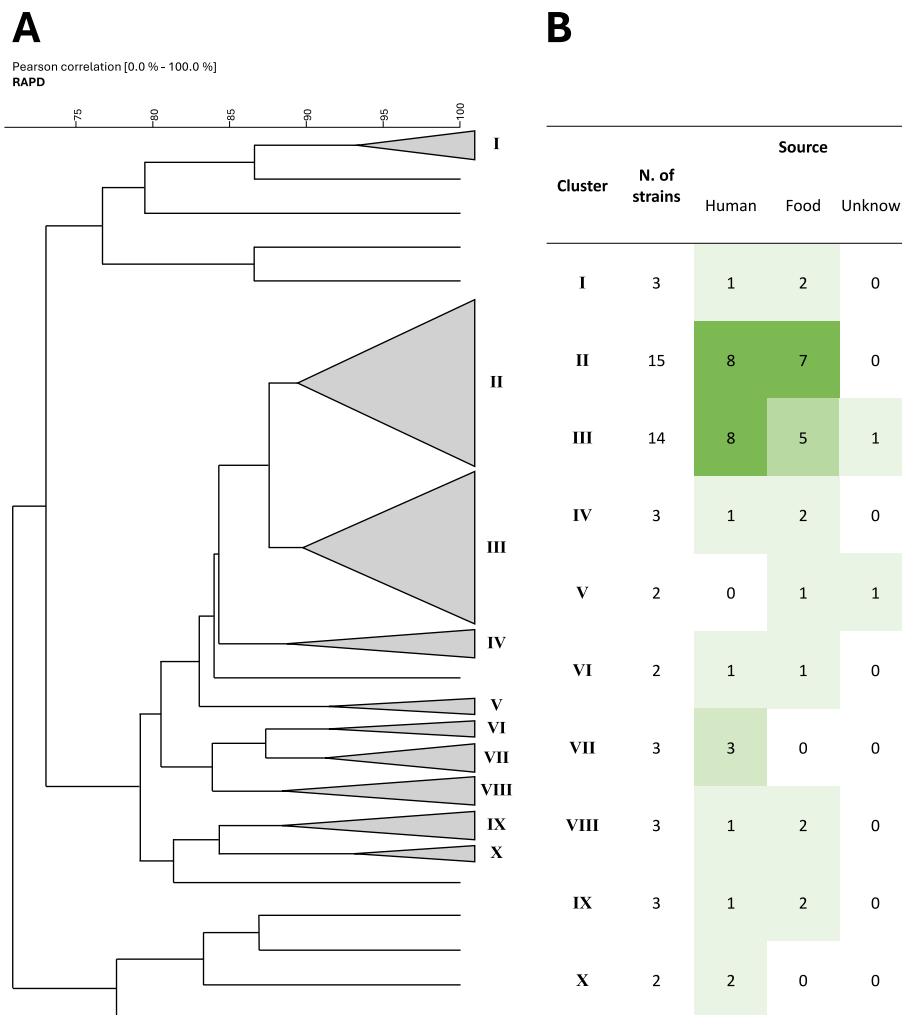 A
Pearson correlation [0.0 % - 100.0 %]
RAPD
75 80 85 90 95 100
I
II
III
IV
V
VI
VII
VIII
IX
X
B
Source
Cluster N. of strains Human Food Unknow
I 3 1 2 0
II 15 8 7 0
III 14 8 5 1
IV 3 1 2 0
V 2 0 1 1
VI 2 1 1 0
VII 3 3 0 0
VIII 3 1 2 0
IX 3 1 2 0
X 2 2 0 0